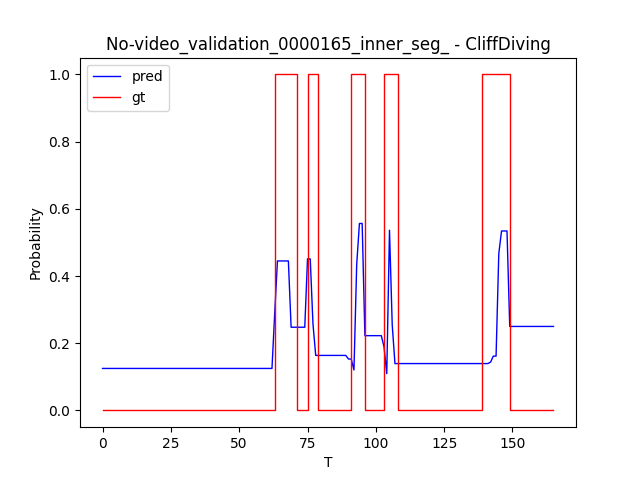 No-video_validation_0000165_inner_seg_ - CliffDiving
pred
gt
Probability
1.0
0.8
0.6
0.4
0.2
0.0
0 25 50 75 100 125 150
T